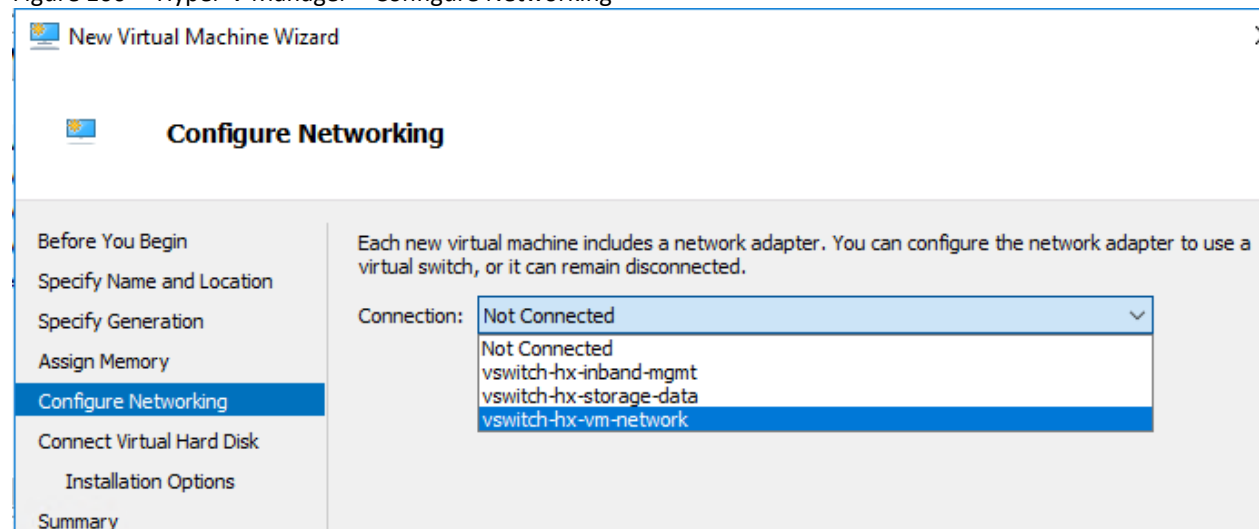 New Virtual Machine Wizard
Configure Networking
Before You Begin
Specify Name and Location
Specify Generation
Assign Memory
Configure Networking
Connect Virtual Hard Disk
Installation Options
Summary
Each new virtual machine includes a network adapter. You can configure the network adapter to use a
virtual switch, or it can remain disconnected.
Connection: Not Connected
Not Connected
vswitch-hx-inband-mgmt
vswitch-hx-storage-data
vswitch-hx-vm-network